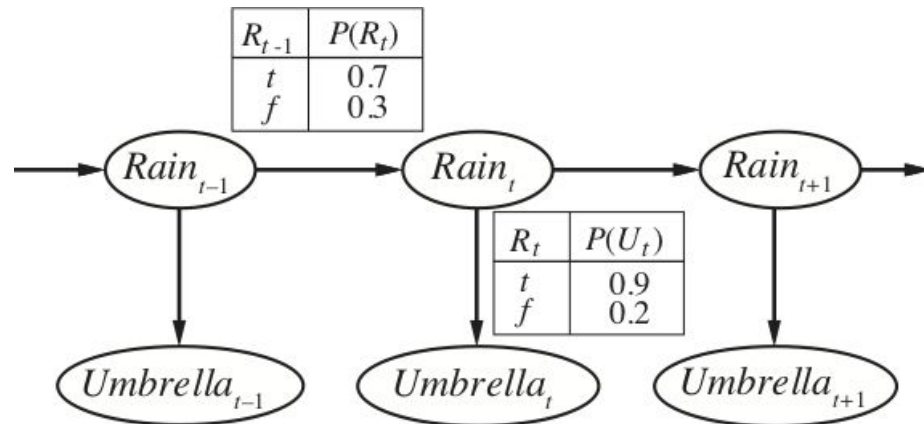 R_{t-1} P(R_t)
t 0.7
f 0.3
Rain_{t–1} Rain_t Rain_{t+1}
R_t P(U_t)
t 0.9
f 0.2
Umbrella_{t–1} Umbrella_t Umbrella_{t+1}